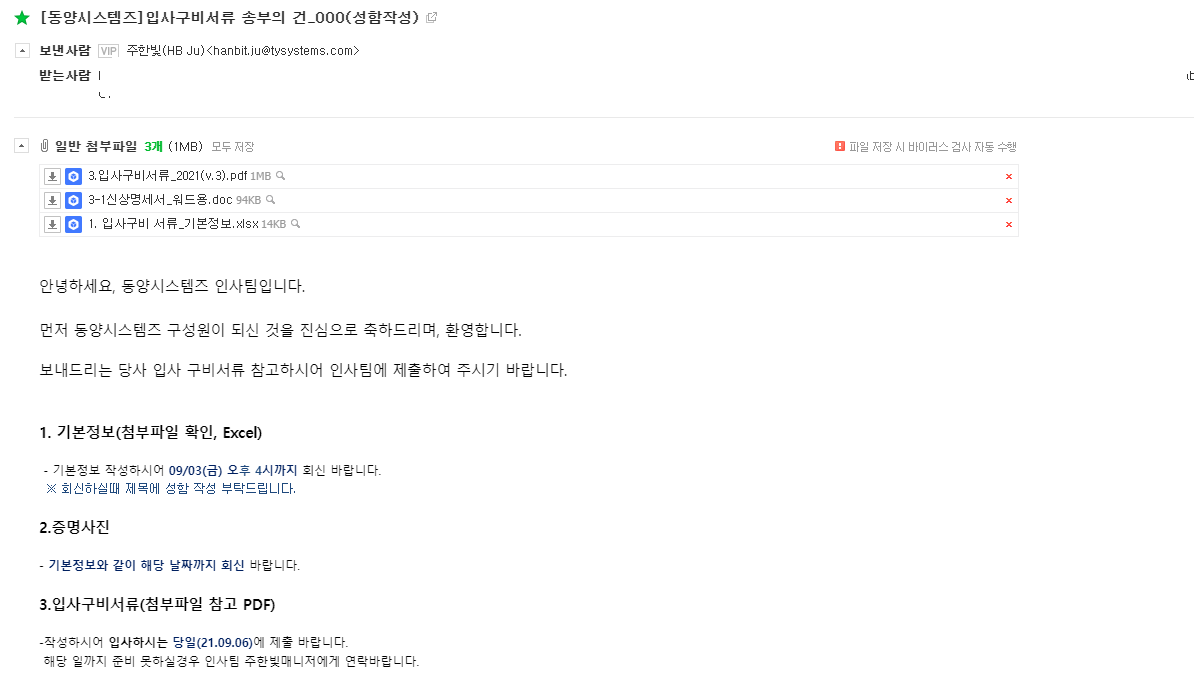 [동양시스템즈]입사구비서류 송부의 건_000(성함작성)
보낸사람 VIP 주한빛(HB Ju)<hanbit.ju@tysystems.com>
받는사람
일반 첨부파일 3개 (1MB) 모두 저장
파일 저장 시 바이러스 검사 자동 수행
3.입사구비서류_2021(v.3).pdf 1MB
3-1신상명세서_워드용.doc 94KB
1. 입사구비 서류_기본정보.xlsx 14KB
안녕하세요, 동양시스템즈 인사팀입니다.
먼저 동양시스템즈 구성원이 되신 것을 진심으로 축하드리며, 환영합니다.
보내드리는 당사 입사 구비서류 참고하시어 인사팀에 제출하여 주시기 바랍니다.
1. 기본정보(첨부파일 확인, Excel)
- 기본정보 작성하시어 09/03(금) 오후 4시까지 회신 바랍니다.
※ 회신하실때 제목에 성함 작성 부탁드립니다.
2.증명사진
- 기본정보와 같이 해당 날짜까지 회신 바랍니다.
3.입사구비서류(첨부파일 참고 PDF)
-작성하시어 입사하시는 당일(21.09.06)에 제출 바랍니다.
해당 일까지 준비 못하실경우 인사팀 주한빛매니저에게 연락바랍니다.